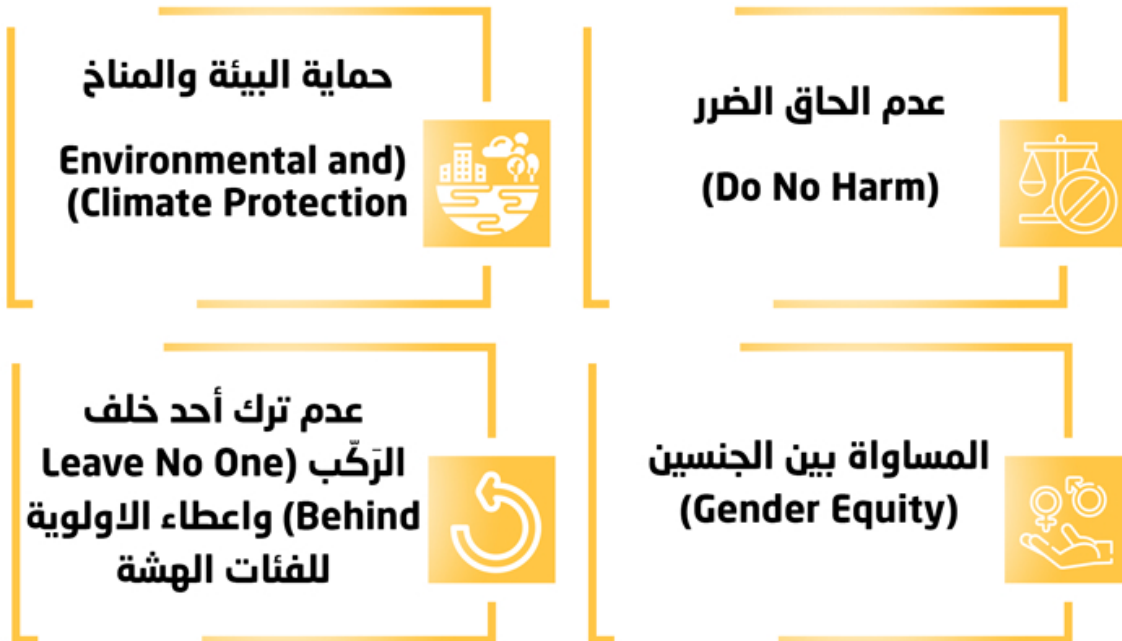 عدم الحاق الضرر
(Do No Harm)
حماية البيئة والمناخ
(Environmental and
Climate Protection)
المساواة بين الجنسين
(Gender Equity)
عدم ترك أحد خلف
الرَكّب (Leave No One
Behind) واعطاء الاولوية
للفئات الهشة